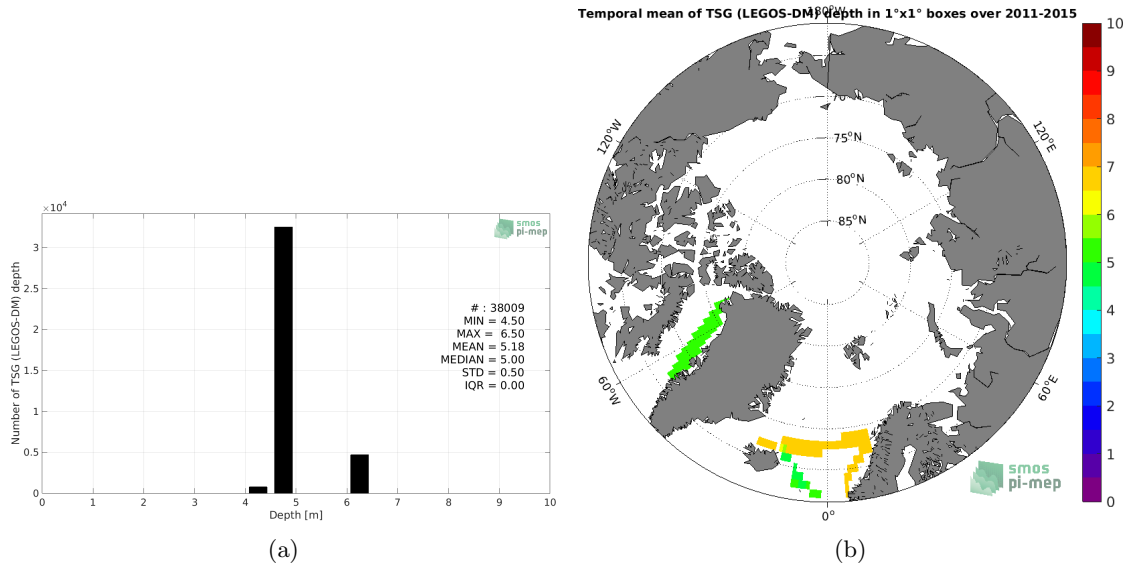 ×10⁴
3
2.5
2
1.5
1
0.5
0
Number of TSG (LEGOS-DM) depth
0 1 2 3 4 5 6 7 8 9 10
Depth [m]
smos
pi-mep
# : 38009
MIN = 4.50
MAX = 6.50
MEAN = 5.18
MEDIAN = 5.00
STD = 0.50
IQR = 0.00
(a)
Temporal mean of TSG (LEGOS-DM) depth in 1°x1° boxes over 2011-2015
180°W
120°W
120°E
70°N
75°N
80°N
85°N
60°W
60°E
0°
smos
pi-mep
10
9
8
7
6
5
4
3
2
1
0
(b)